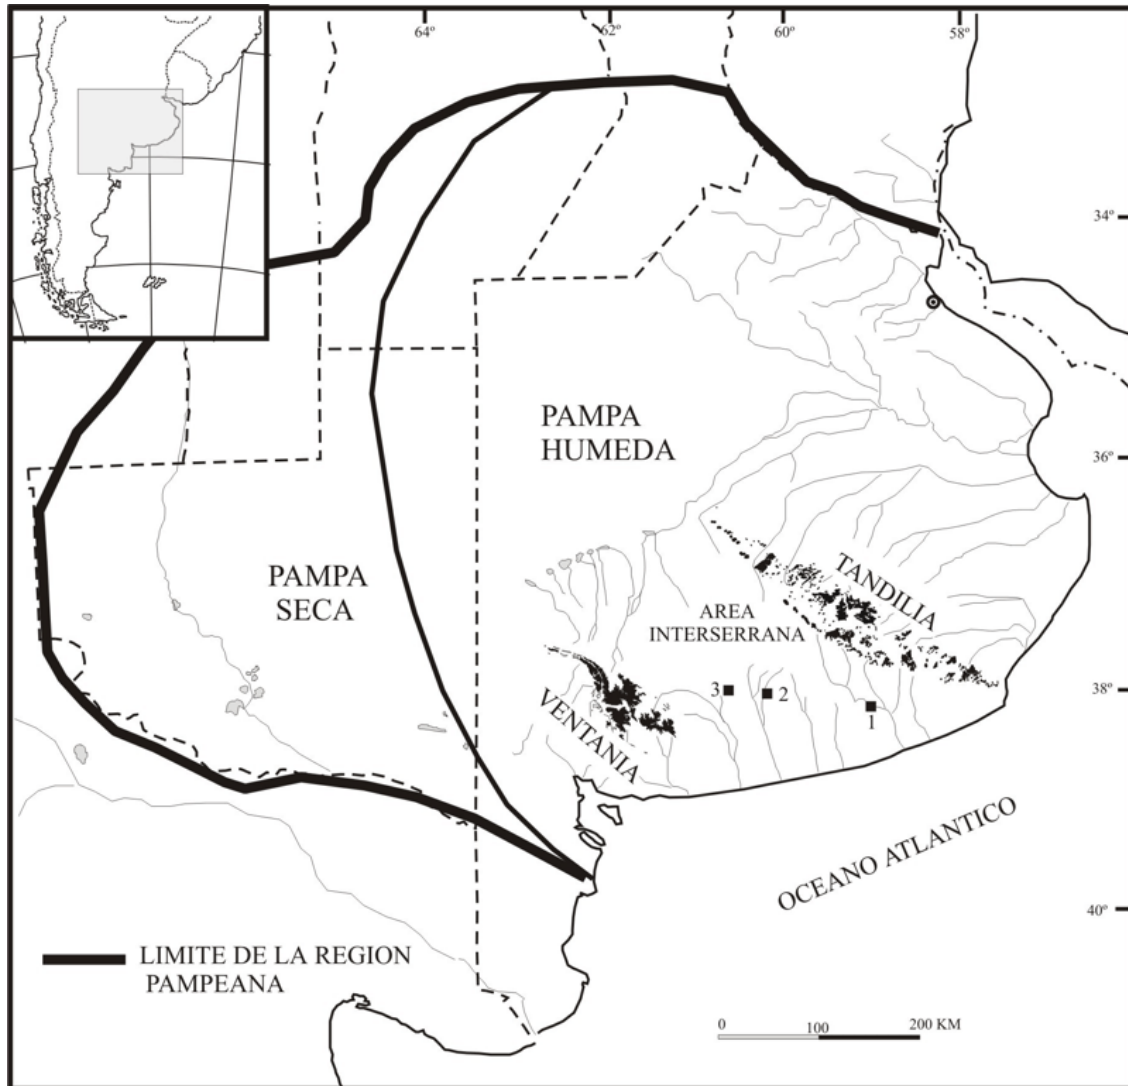 64º
62º
60º
58º
34º
36º
38º
40º
PAMPA
HUMEDA
PAMPA
SECA
TANDILIA
AREA
INTERSERRANA
VENTANIA
3
2
1
OCEANO ATLANTICO
LIMITE DE LA REGION
PAMPEANA
0
100
200 KM